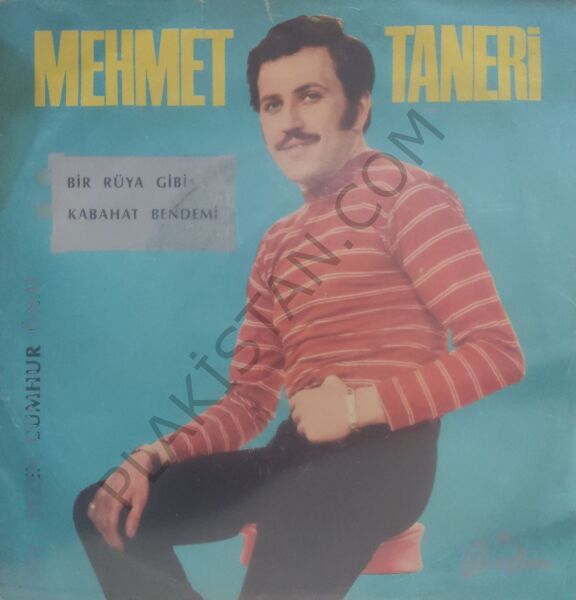 MEHMET TANERİ
BİR RÜYA GİBİ
KABAHAT BENDEMİ
CUMHUR
PLAKİSTAN.COM